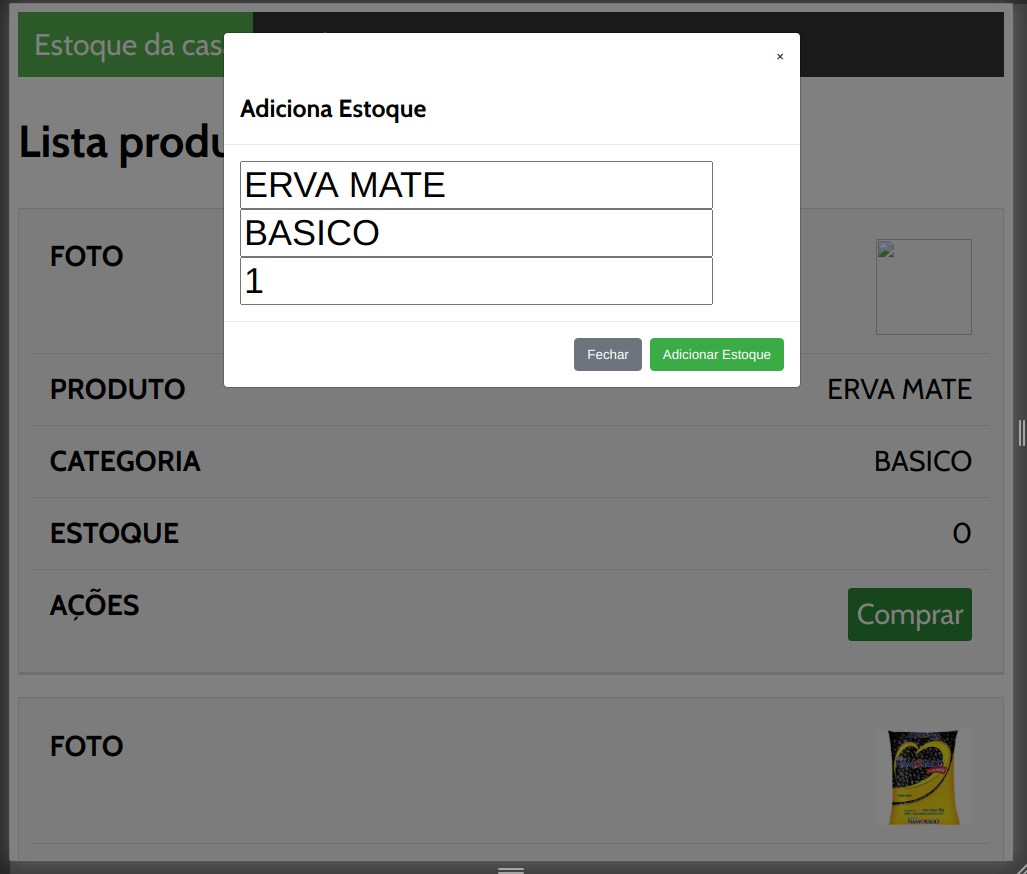 Estoque da cas
×
Adiciona Estoque
Lista produ
ERVA MATE
BASICO
1
Fechar
Adicionar Estoque
FOTO
PRODUTO
ERVA MATE
CATEGORIA
BASICO
ESTOQUE
0
AÇÕES
Comprar
FOTO